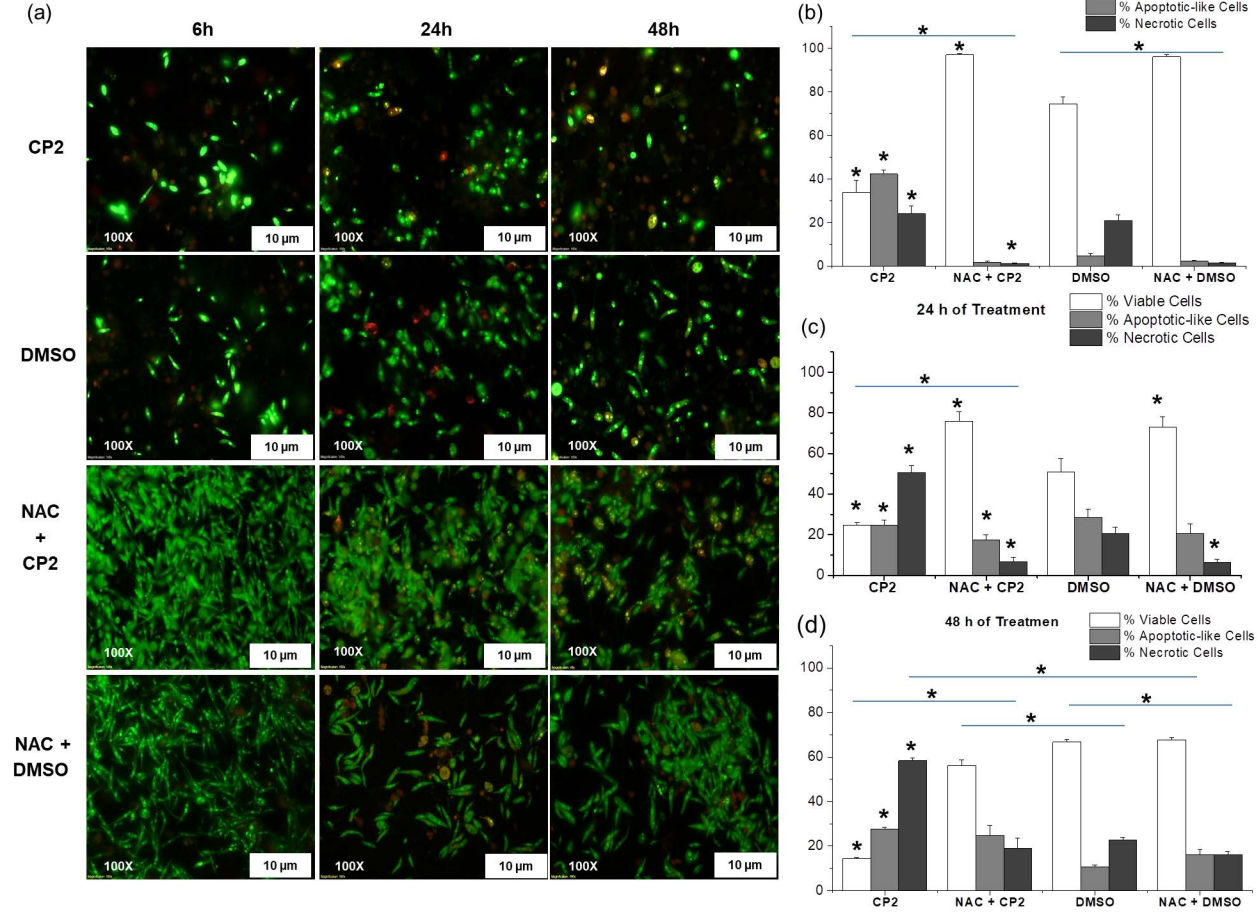 (a)
6h
24h
48h
CP2
100X
10 µm
100X
10 µm
100X
10 µm
DMSO
100X
10 µm
100X
10 µm
100X
10 µm
NAC
+
CP2
100X
10 µm
100X
10 µm
100X
10 µm
NAC +
DMSO
100X
10 µm
100X
10 µm
100X
10 µm
(b)
% Apoptotic-like Cells
% Necrotic Cells
100
80
60
40
20
0
* * * * * * *
CP2
NAC + CP2
DMSO
NAC + DMSO
(c)
24 h of Treatment
% Viable Cells
% Apoptotic-like Cells
% Necrotic Cells
100
80
60
40
20
0
* * * * * * * * *
CP2
NAC + CP2
DMSO
NAC + DMSO
(d)
48 h of Treatmen
% Viable Cells
% Apoptotic-like Cells
% Necrotic Cells
100
80
60
40
20
0
* * * * * * *
CP2
NAC + CP2
DMSO
NAC + DMSO